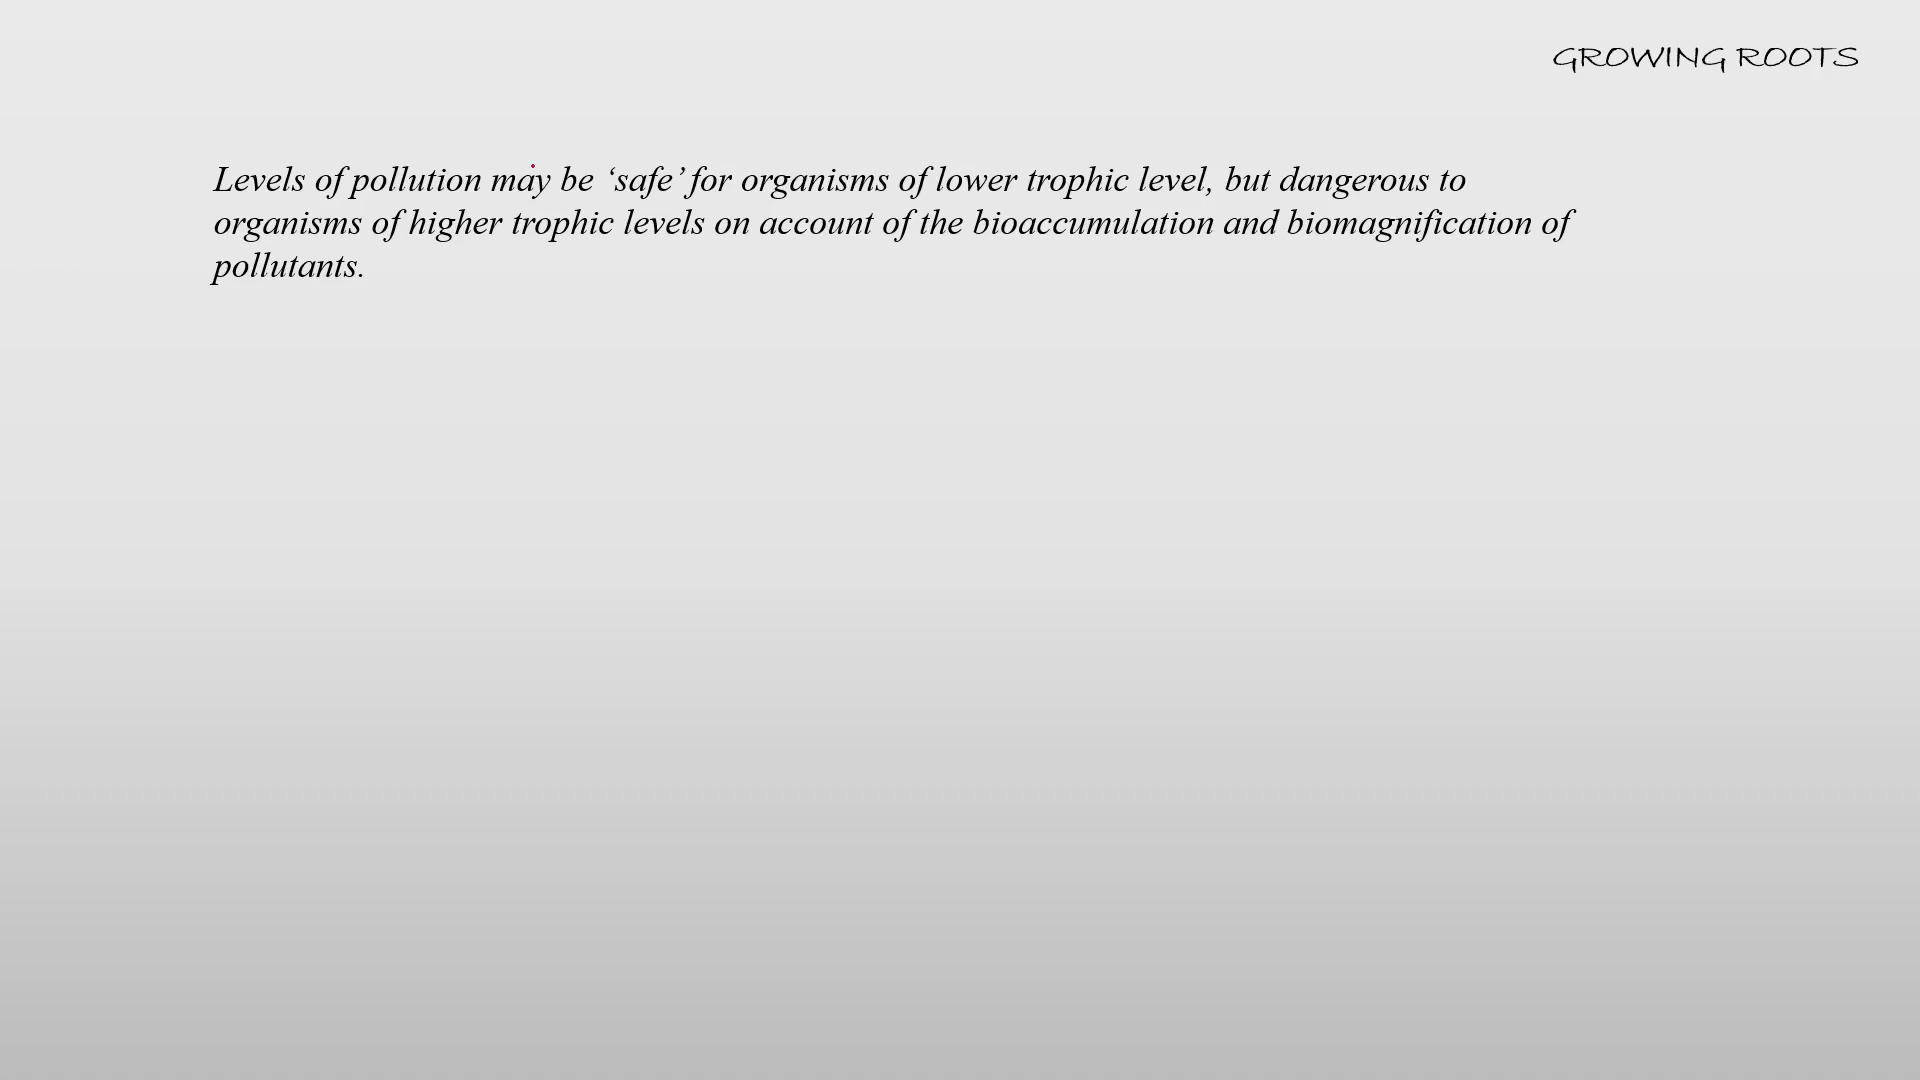 GROWING ROOTS
Levels of pollution may be ‘safe’ for organisms of lower trophic level, but dangerous to
organisms of higher trophic levels on account of the bioaccumulation and biomagnification of
pollutants.